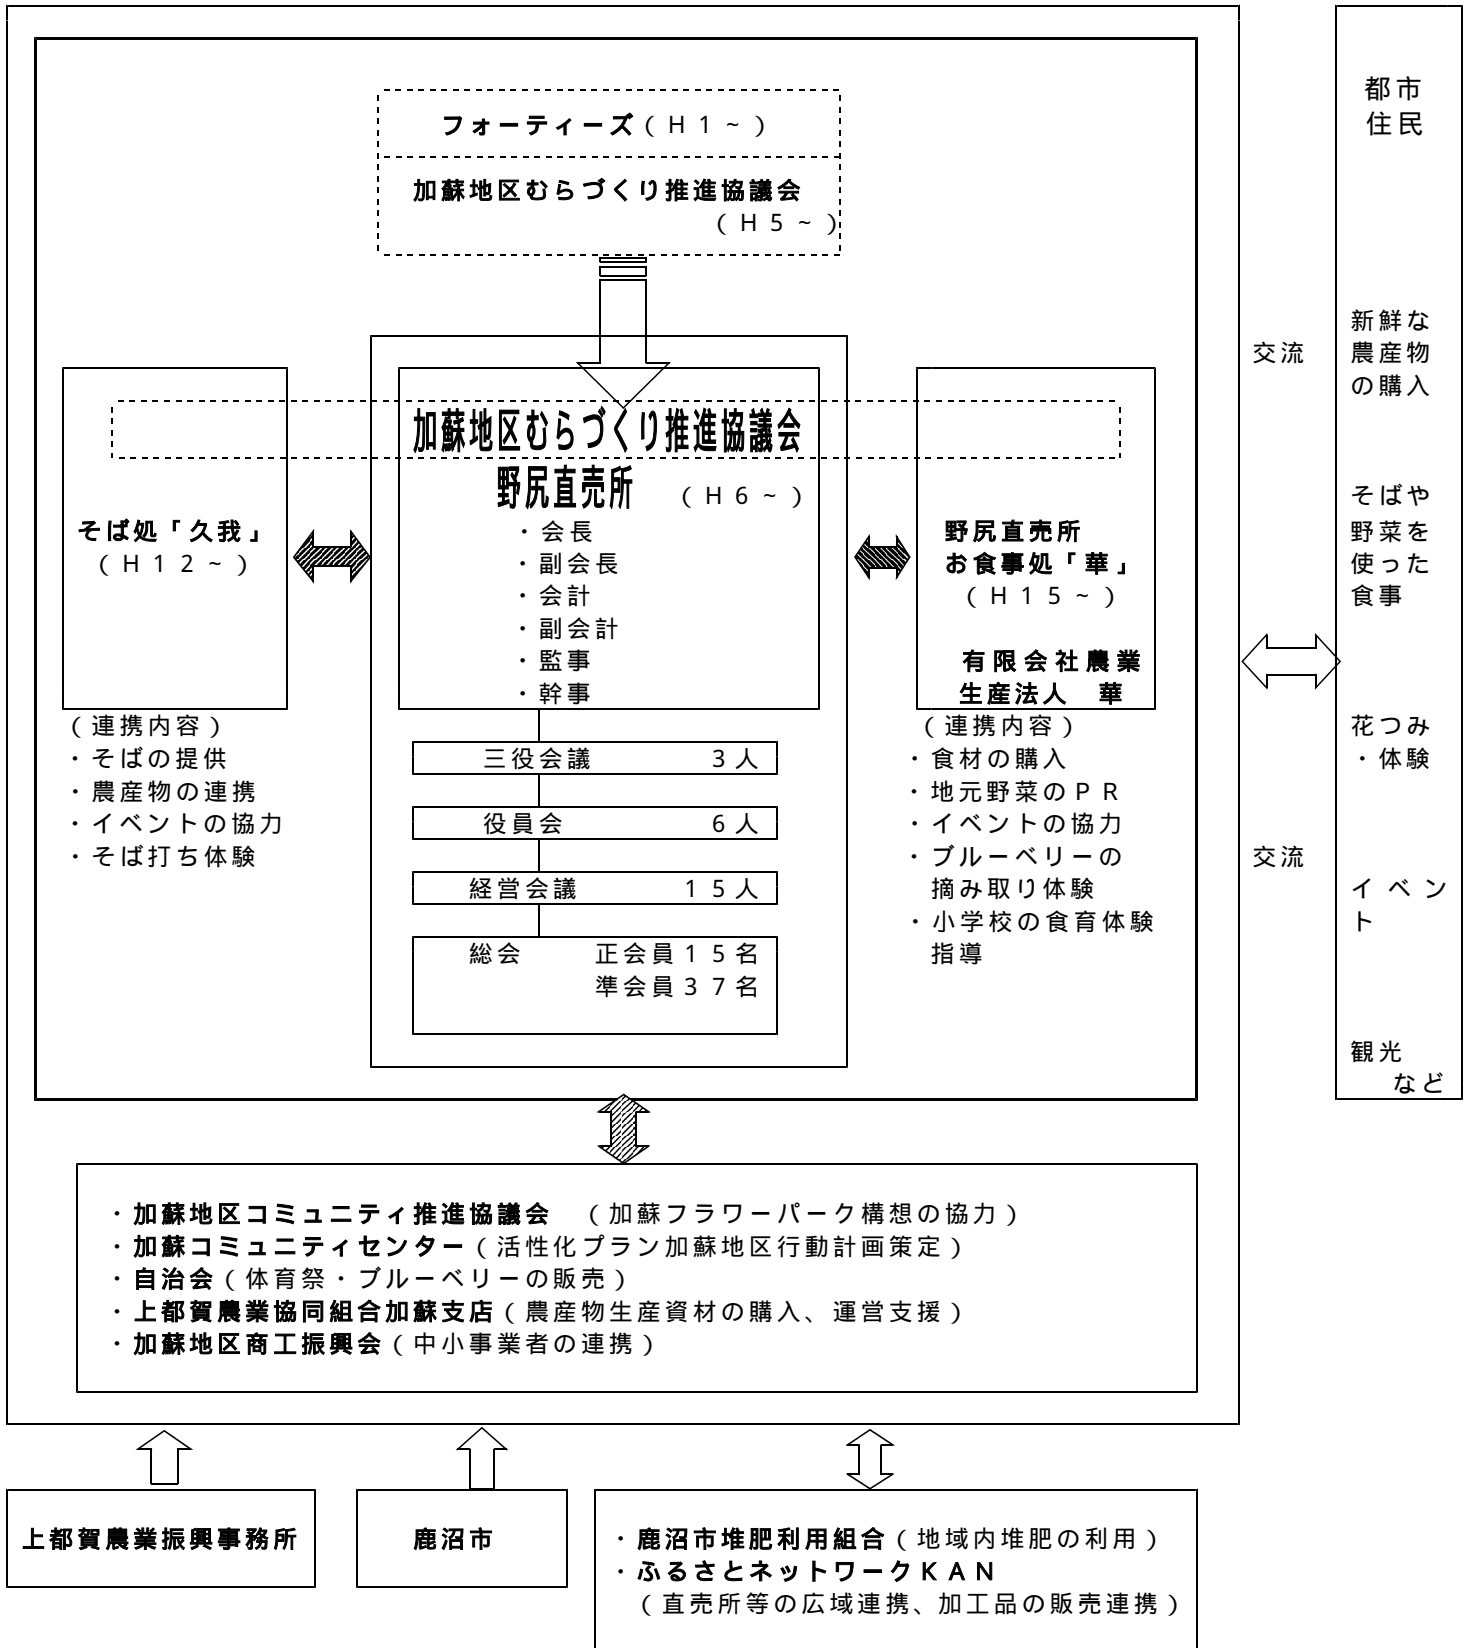 フォーティーズ（Ｈ１～）
加蘇地区むらづくり推進協議会
（Ｈ５～）
加蘇地区むらづくり推進協議会
野尻直売所　（Ｈ６～）
・会長
・副会長
・会計
・副会計
・監事
・幹事
三役会議　３人
役員会　６人
経営会議　１５人
総会　正会員１５名
準会員３７名
そば処「久我」
（Ｈ１２～）
（連携内容）
・そばの提供
・農産物の連携
・イベントの協力
・そば打ち体験
野尻直売所
お食事処「華」
（Ｈ１５～）
有限会社農業
生産法人　華
（連携内容）
・食材の購入
・地元野菜のＰＲ
・イベントの協力
・ブルーベリーの
摘み取り体験
・小学校の食育体験
指導
交流
交流
都市
住民
新鮮な
農産物
の購入
そばや
野菜を
使った
食事
花つみ
・体験
イベン
ト
観光
など
・加蘇地区コミュニティ推進協議会　（加蘇フラワーパーク構想の協力）
・加蘇コミュニティセンター（活性化プラン加蘇地区行動計画策定）
・自治会（体育祭・ブルーベリーの販売）
・上都賀農業協同組合加蘇支店（農産物生産資材の購入、運営支援）
・加蘇地区商工振興会（中小事業者の連携）
上都賀農業振興事務所
鹿沼市
・鹿沼市堆肥利用組合（地域内堆肥の利用）
・ふるさとネットワークＫＡＮ
（直売所等の広域連携、加工品の販売連携）